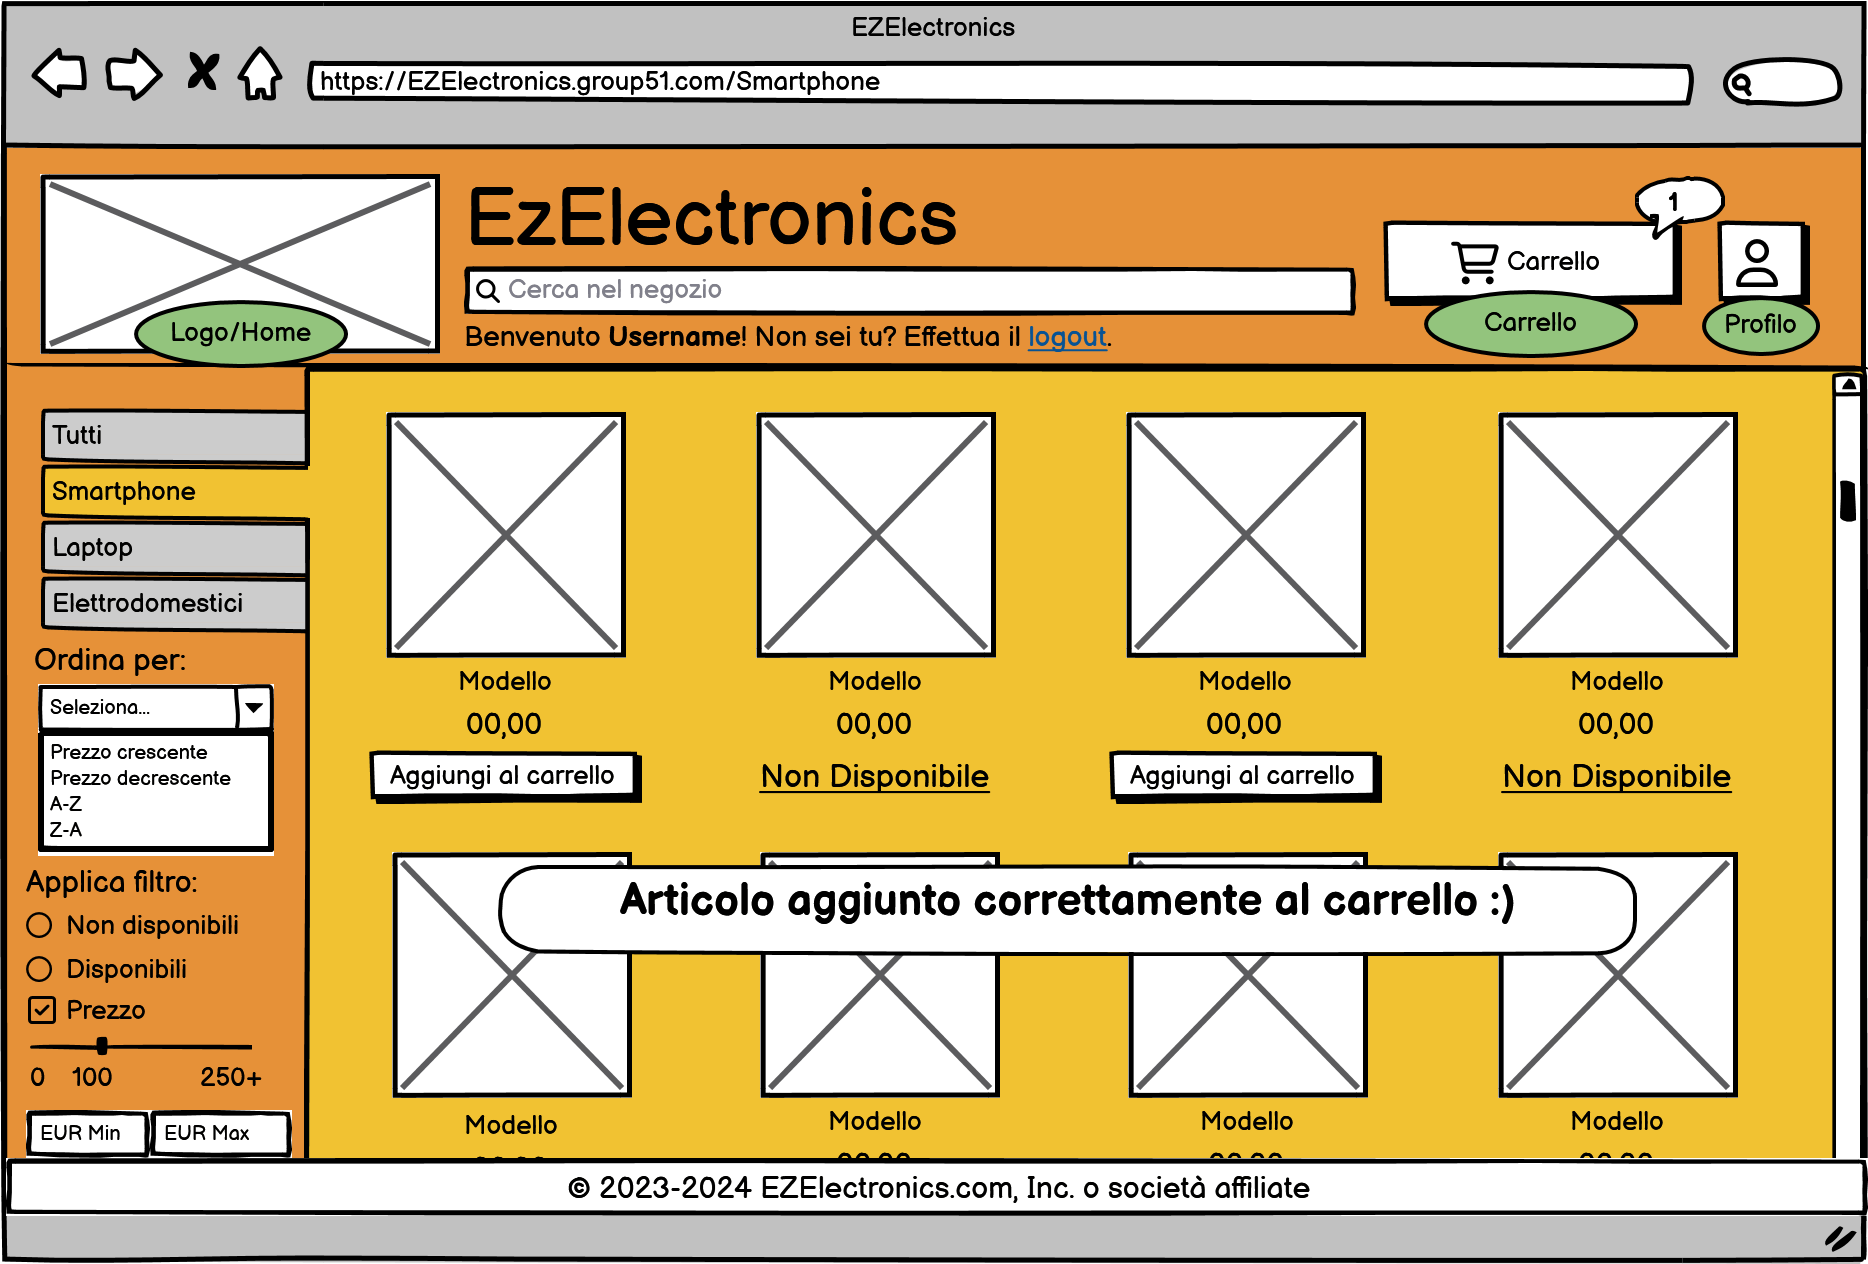 EZElectronics
https://EZElectronics.group51.com/Smartphone
EzElectronics
1
Carrello
Cerca nel negozio
Logo/Home
Benvenuto Username! Non sei tu? Effettua il logout.
Carrello
Profilo
Tutti
Smartphone
Laptop
Elettrodomestici
Ordina per:
Seleziona...
Prezzo crescente
Prezzo decrescente
A-Z
Z-A
Applica filtro:
Non disponibili
Disponibili
Prezzo
0 100 250+
EUR Min EUR Max
Modello Modello Modello Modello
00,00 00,00 00,00 00,00
Aggiungi al carrello Non Disponibile Aggiungi al carrello Non Disponibile
Articolo aggiunto correttamente al carrello :)
Modello Modello Modello Modello
© 2023-2024 EZElectronics.com, Inc. o società affiliate